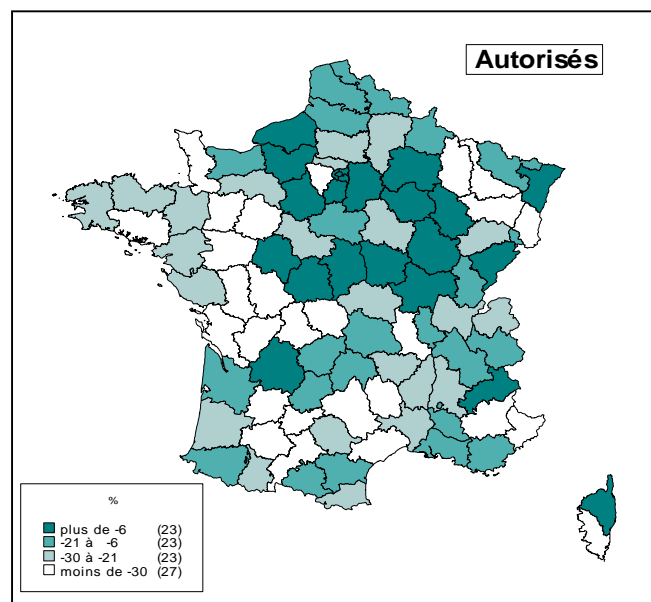 Autorisés
%
plus de -6 (23)
-21 à -6 (23)
-30 à -21 (23)
moins de -30 (27)